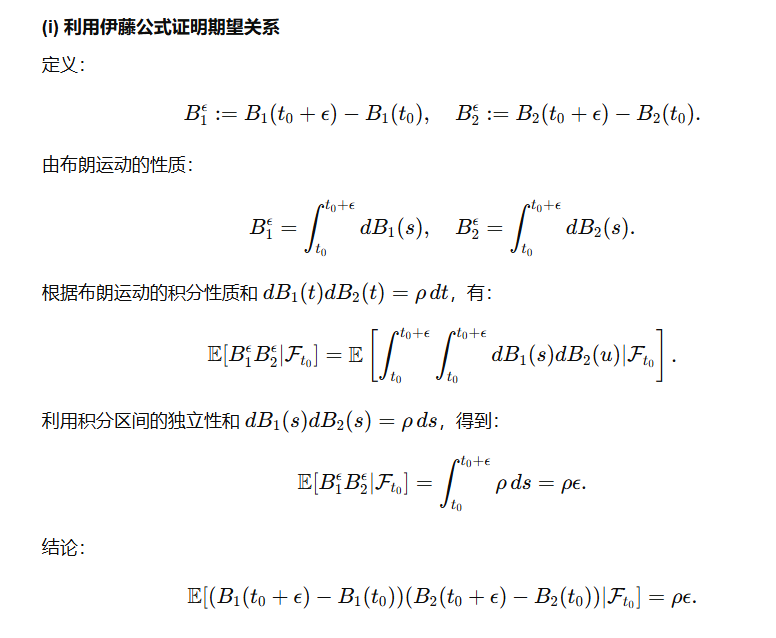 (i) 利用伊藤公式证明期望关系
定义：
$B_1^\epsilon := B_1(t_0 + \epsilon) - B_1(t_0), \quad B_2^\epsilon := B_2(t_0 + \epsilon) - B_2(t_0).$
由布朗运动的性质：
$B_1^\epsilon = \int_{t_0}^{t_0+\epsilon} dB_1(s), \quad B_2^\epsilon = \int_{t_0}^{t_0+\epsilon} dB_2(s).$
根据布朗运动的积分性质和 $dB_1(t)dB_2(t) = \rho\, dt$，有：
$\mathbb{E}[B_1^\epsilon B_2^\epsilon | \mathcal{F}_{t_0}] = \mathbb{E}\left[\int_{t_0}^{t_0+\epsilon} \int_{t_0}^{t_0+\epsilon} dB_1(s) dB_2(u) | \mathcal{F}_{t_0}\right].$
利用积分区间的独立性和 $dB_1(s)dB_2(s) = \rho\, ds$，得到：
$\mathbb{E}[B_1^\epsilon B_2^\epsilon | \mathcal{F}_{t_0}] = \int_{t_0}^{t_0+\epsilon} \rho\, ds = \rho\epsilon.$
结论：
$\mathbb{E}[(B_1(t_0 + \epsilon) - B_1(t_0))(B_2(t_0 + \epsilon) - B_2(t_0)) | \mathcal{F}_{t_0}] = \rho\epsilon.$